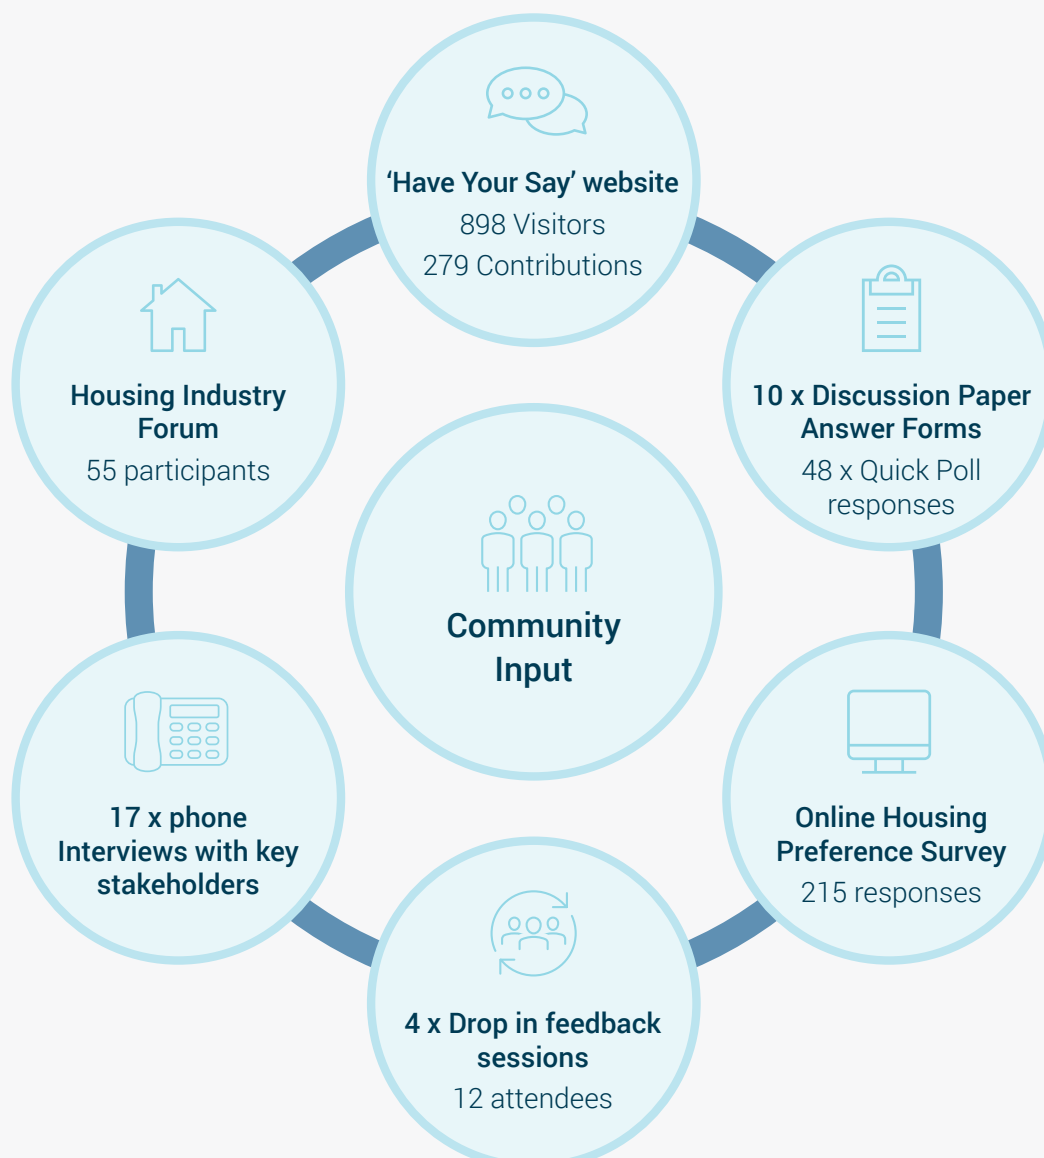 ‘Have Your Say’ website
898 Visitors
279 Contributions
10 x Discussion Paper
Answer Forms
48 x Quick Poll
responses
Online Housing
Preference Survey
215 responses
4 x Drop in feedback
sessions
12 attendees
17 x phone
Interviews with key
stakeholders
Housing Industry
Forum
55 participants
Community
Input